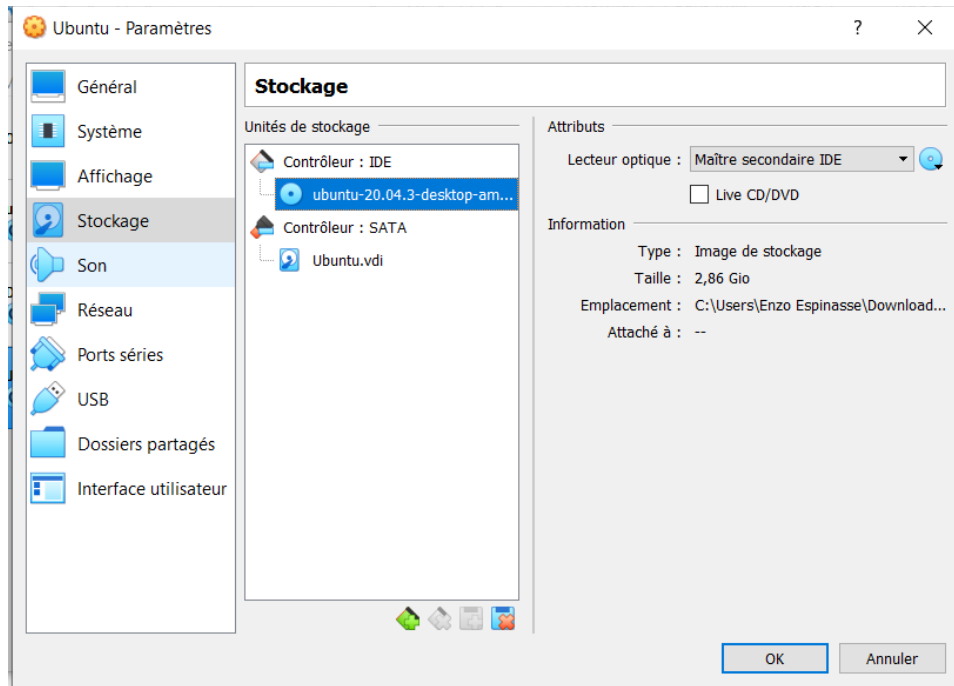 Ubuntu - Paramètres
?
Général
Système
Affichage
Stockage
Son
Réseau
Ports séries
USB
Dossiers partagés
Interface utilisateur
Stockage
Unités de stockage
Contrôleur : IDE
ubuntu-20.04.3-desktop-am...
Contrôleur : SATA
Ubuntu.vdi
Attributs
Lecteur optique : Maître secondaire IDE
Live CD/DVD
Information
Type : Image de stockage
Taille : 2,86 Gio
Emplacement : C:\Users\Enzo Espinasse\Download...
Attaché à : --
OK
Annuler